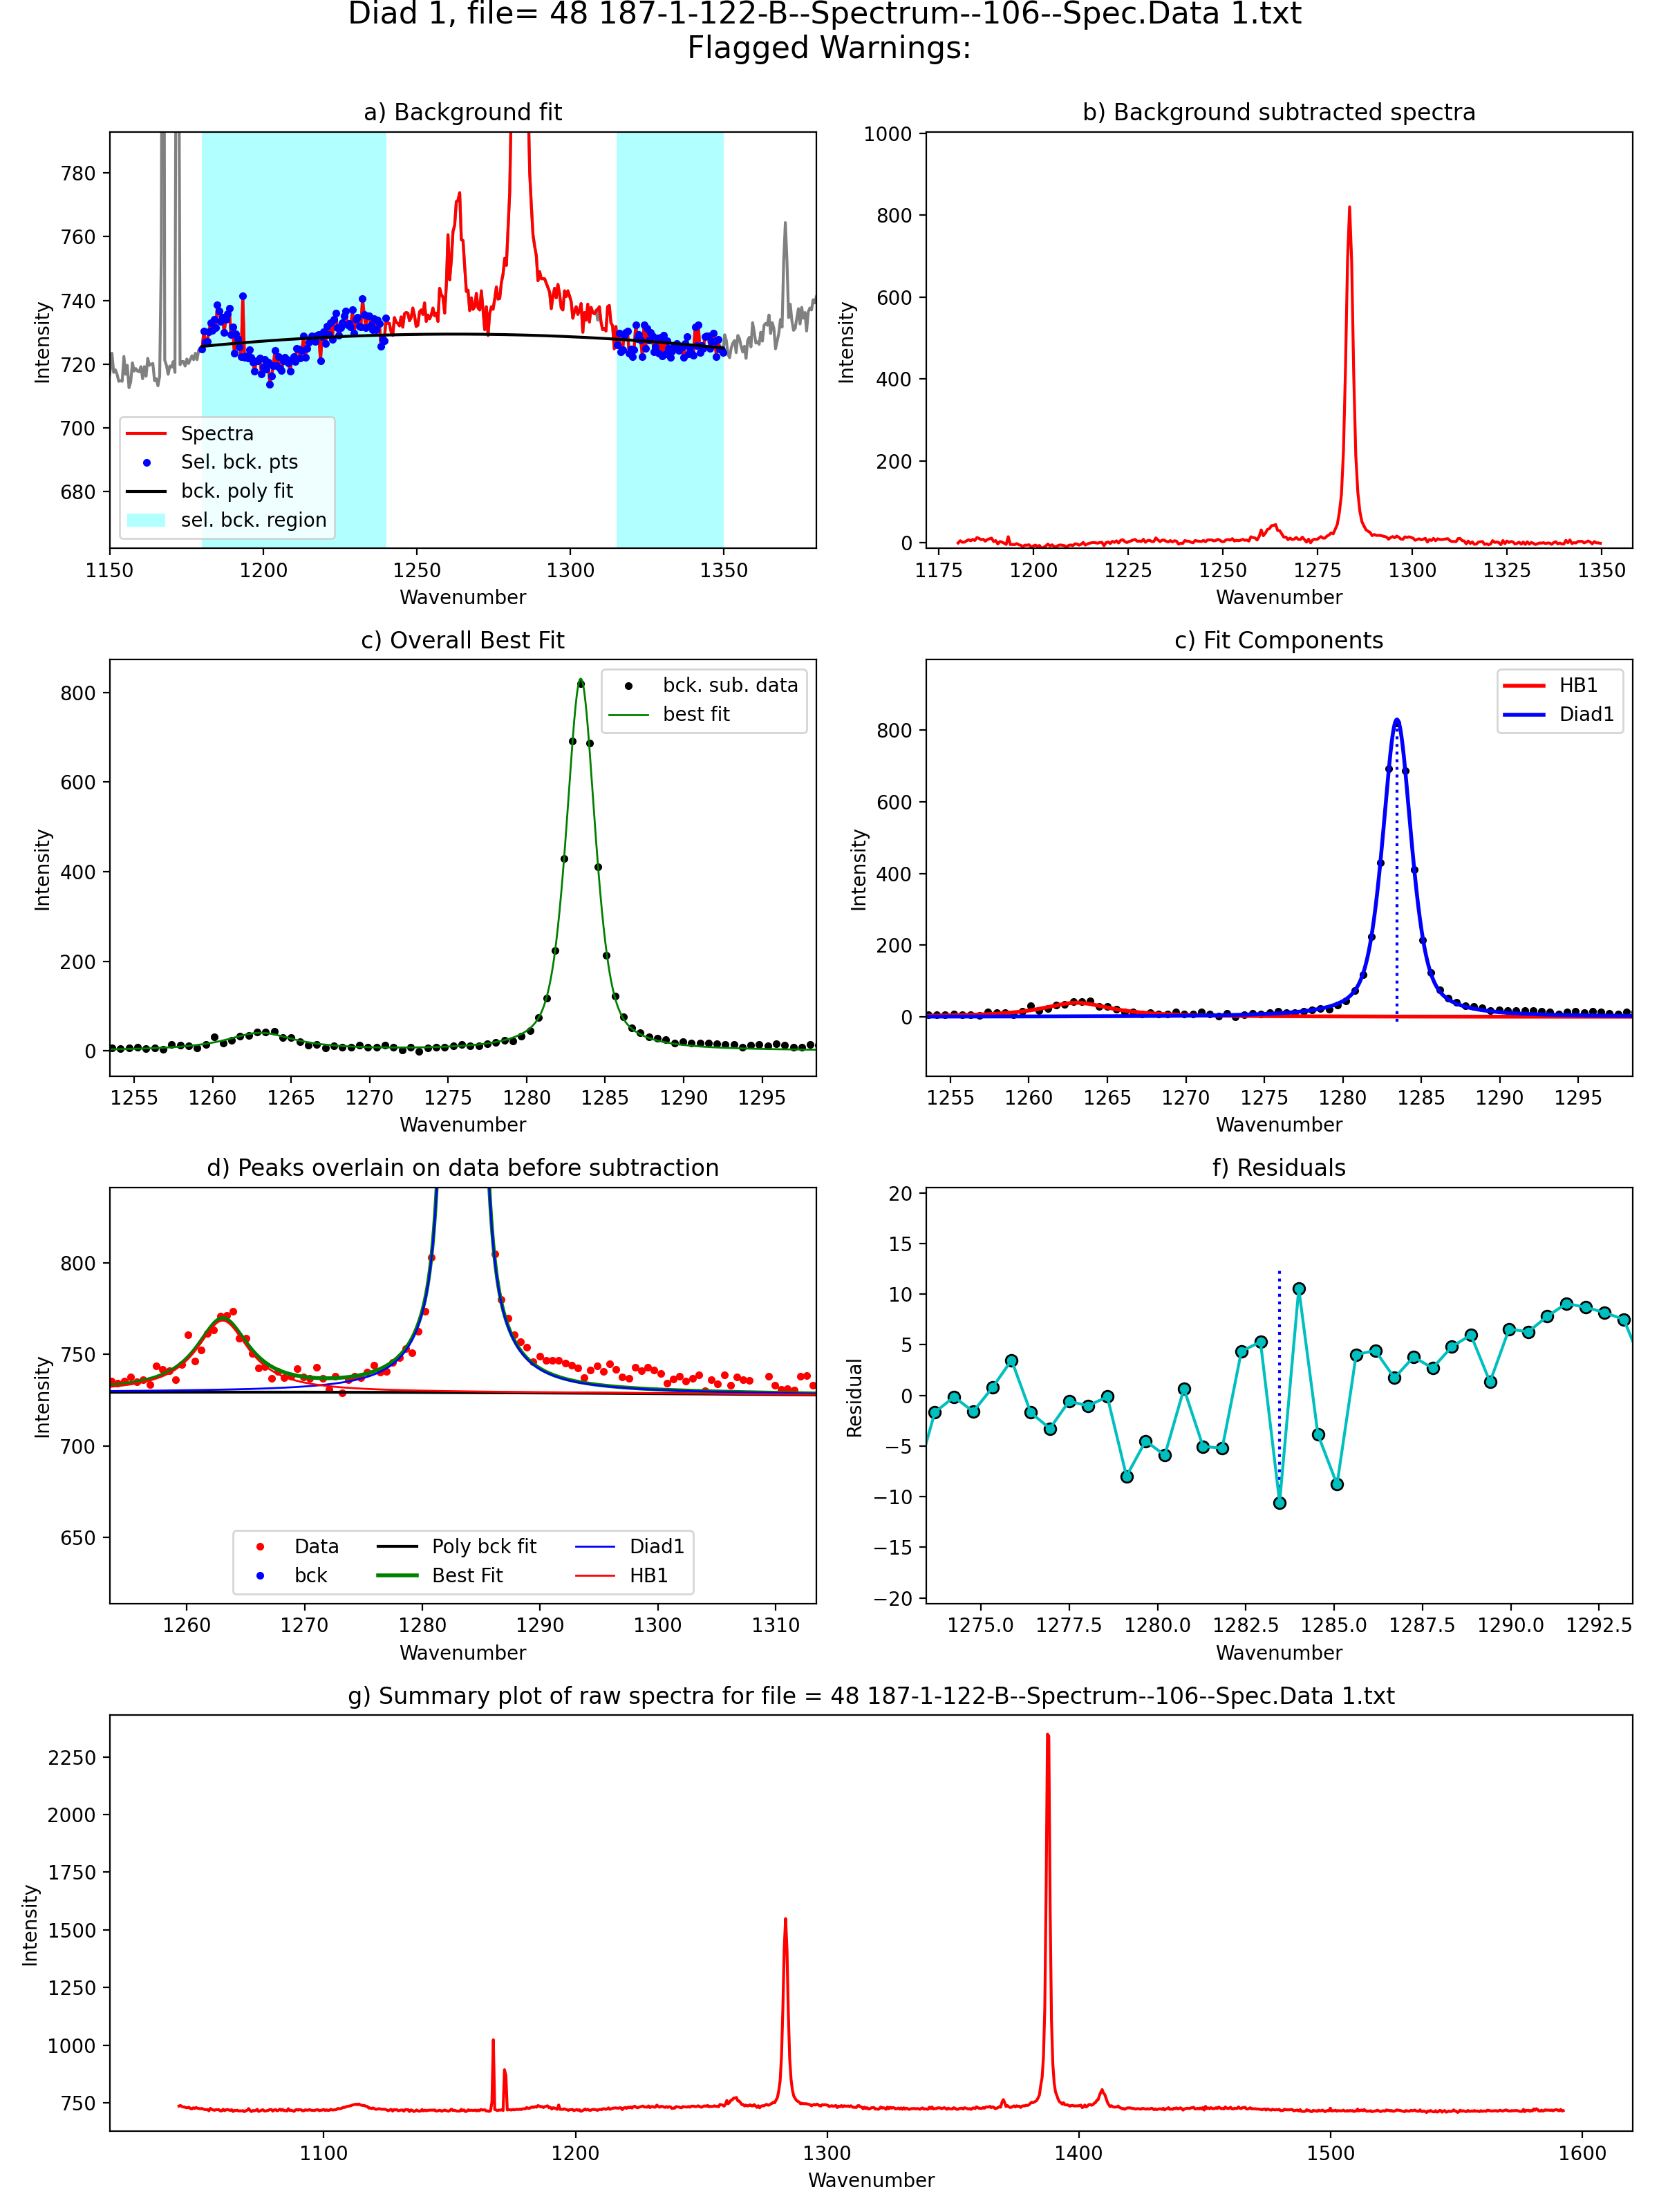 Diad 1, file= 48 187-1-122-B--Spectrum--106--Spec.Data 1.txt
Flagged Warnings:
a) Background fit
780
760
740
720
700
680
Intensity
Spectra
Sel. bck. pts
bck. poly fit
sel. bck. region
1150 1200 1250 1300 1350
Wavenumber
b) Background subtracted spectra
1000
800
600
400
200
0
Intensity
1175 1200 1225 1250 1275 1300 1325 1350
Wavenumber
c) Overall Best Fit
800
600
400
200
0
Intensity
bck. sub. data
best fit
1255 1260 1265 1270 1275 1280 1285 1290 1295
Wavenumber
c) Fit Components
800
600
400
200
0
Intensity
HB1
Diad1
1255 1260 1265 1270 1275 1280 1285 1290 1295
Wavenumber
d) Peaks overlain on data before subtraction
800
750
700
650
Intensity
Data Poly bck fit Diad1
bck Best Fit HB1
1260 1270 1280 1290 1300 1310
Wavenumber
f) Residuals
20
15
10
5
0
−5
−10
−15
−20
Residual
1275.0 1277.5 1280.0 1282.5 1285.0 1287.5 1290.0 1292.5
Wavenumber
g) Summary plot of raw spectra for file = 48 187-1-122-B--Spectrum--106--Spec.Data 1.txt
2250
2000
1750
1500
1250
1000
750
Intensity
1100 1200 1300 1400 1500 1600
Wavenumber